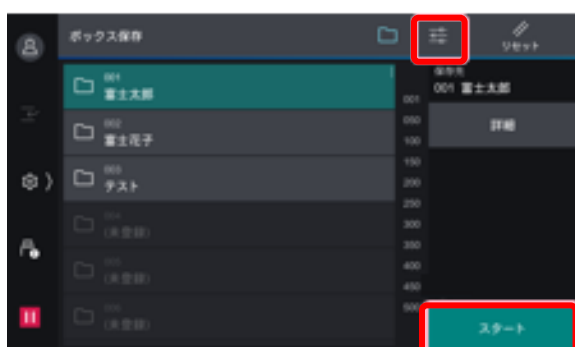 ボックス保存
リセット
001
富士太郎
002
富士花子
003
テスト
004
(未登録)
005
(未登録)
006
(未登録)
001
050
100
150
200
250
300
350
400
450
500
保存先
001 富士太郎
詳細
スタート